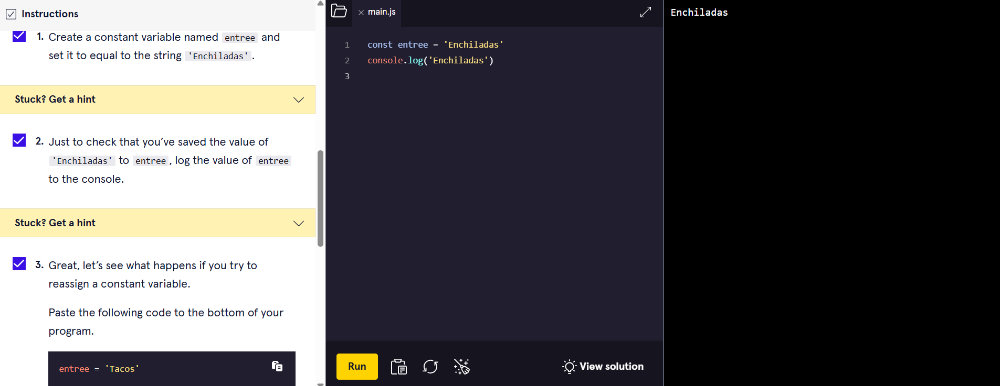 Instructions
1. Create a constant variable named entree and
set it to equal to the string 'Enchiladas'.
Stuck? Get a hint
2. Just to check that you’ve saved the value of
'Enchiladas' to entree, log the value of entree
to the console.
Stuck? Get a hint
3. Great, let’s see what happens if you try to
reassign a constant variable.
Paste the following code to the bottom of your
program.
entree = 'Tacos'
main.js
1 const entree = 'Enchiladas'
2 console.log('Enchiladas')
3
Run
View solution
Enchiladas